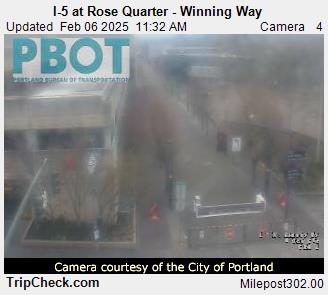 I-5 at Rose Quarter - Winning Way
Updated Feb 06 2025 11:32 AM Camera 4
PBOT
PORTLAND BUREAU OF TRANSPORTATION
Camera courtesy of the City of Portland
TripCheck.com Milepost302.00